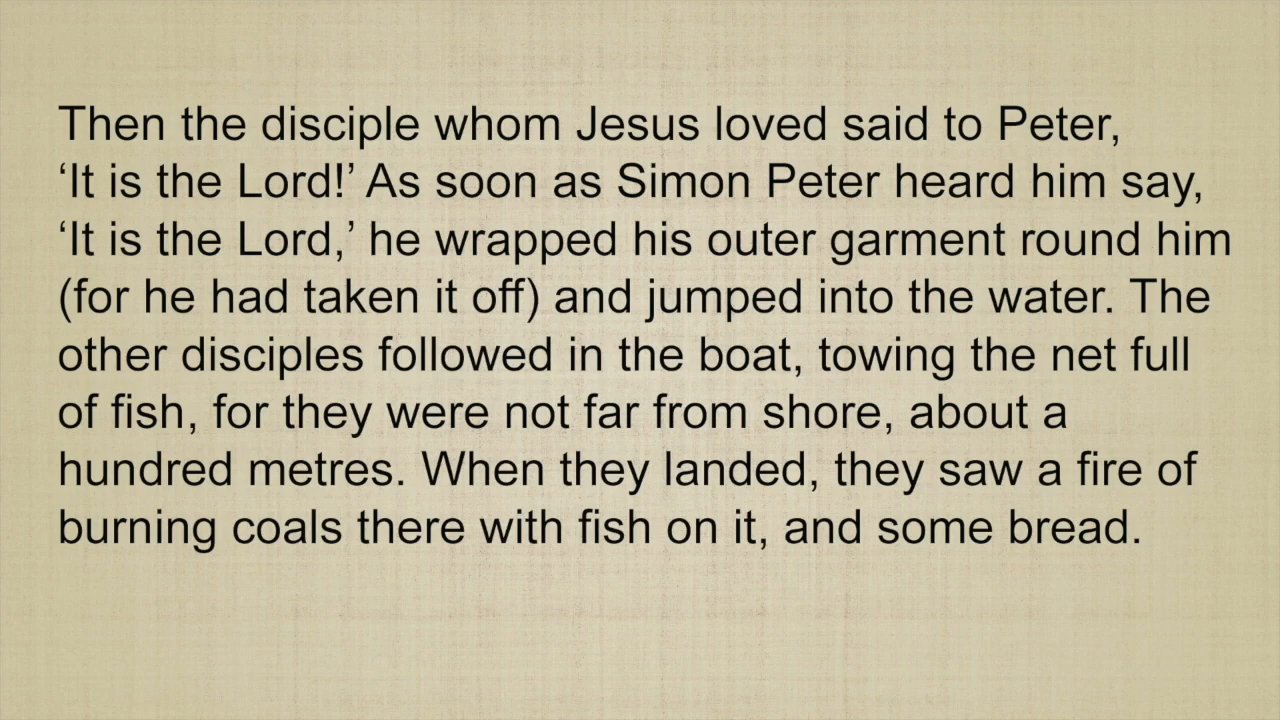 Then the disciple whom Jesus loved said to Peter,
‘It is the Lord!’ As soon as Simon Peter heard him say,
‘It is the Lord,’ he wrapped his outer garment round him
(for he had taken it off) and jumped into the water. The
other disciples followed in the boat, towing the net full
of fish, for they were not far from shore, about a
hundred metres. When they landed, they saw a fire of
burning coals there with fish on it, and some bread.